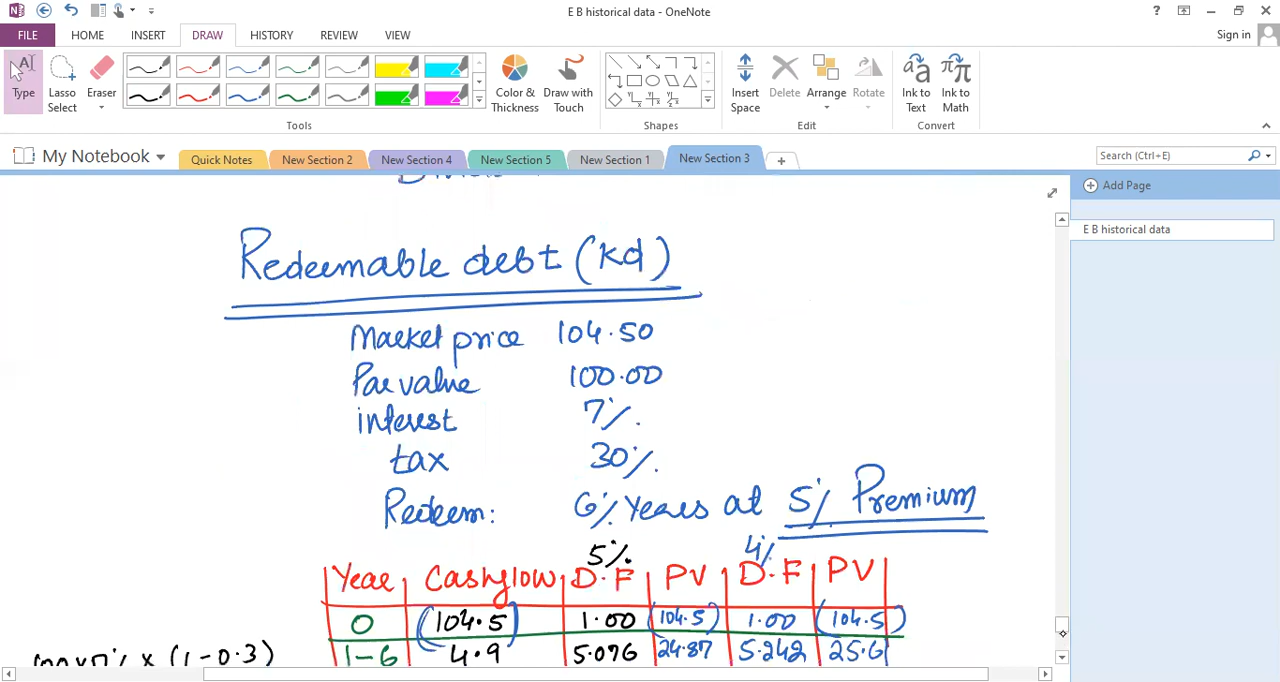 E B historical data - OneNote
? Sign in
FILE HOME INSERT DRAW HISTORY REVIEW VIEW
Type Lasso Select Eraser Color & Thickness Draw with Touch Insert Space Delete Arrange Rotate Ink to Text Ink to Math
Tools Shapes Edit Convert
My Notebook Quick Notes New Section 2 New Section 4 New Section 5 New Section 1 New Section 3 Search (Ctrl+E)
Add Page
E B historical data
Redeemable debt (Kd)
Market price 104.50
Par value 100.00
interest 7%
tax 30%
Redeem: 6% Years at 5% Premium
5% 4%
Year Cashflow D.F PV D.F PV
0 (104.5) 1.00 (104.5) 1.00 (104.5)
1-6 4.9 5.076 24.87 5.242 25.6
x (1-0.3)